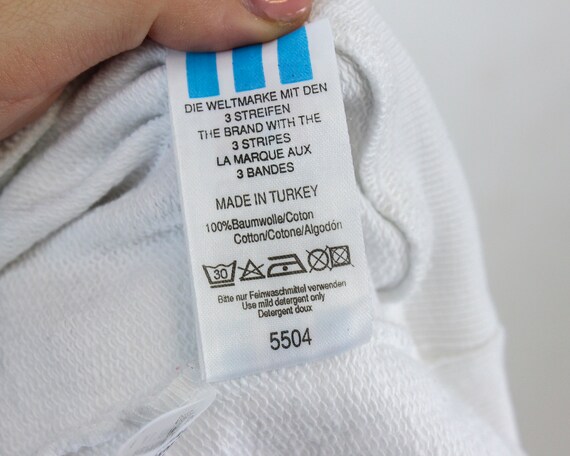 DIE WELTMARKE MIT DEN
3 STREIFEN
THE BRAND WITH THE
3 STRIPES
LA MARQUE AUX
3 BANDES
MADE IN TURKEY
100%Baumwolle/Coton
Cotton/Cotone/Algodón
30
Bitte nur Feinwaschmittel verwenden
Use mild detergent only
Detergent doux
5504